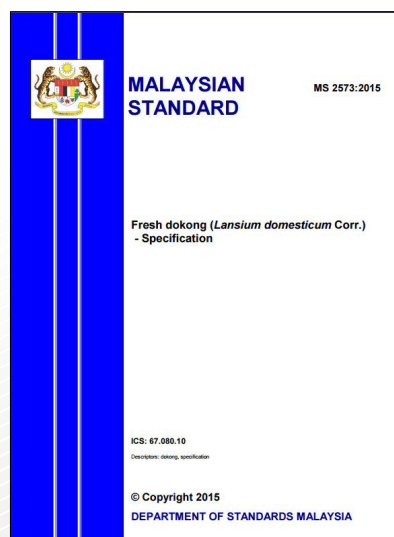 MALAYSIAN
STANDARD
MS 2573:2015
Fresh dokong (Lansium domesticum Corr.)
- Specification
ICS: 67.080.10
Descriptors: dokong, specification
© Copyright 2015
DEPARTMENT OF STANDARDS MALAYSIA